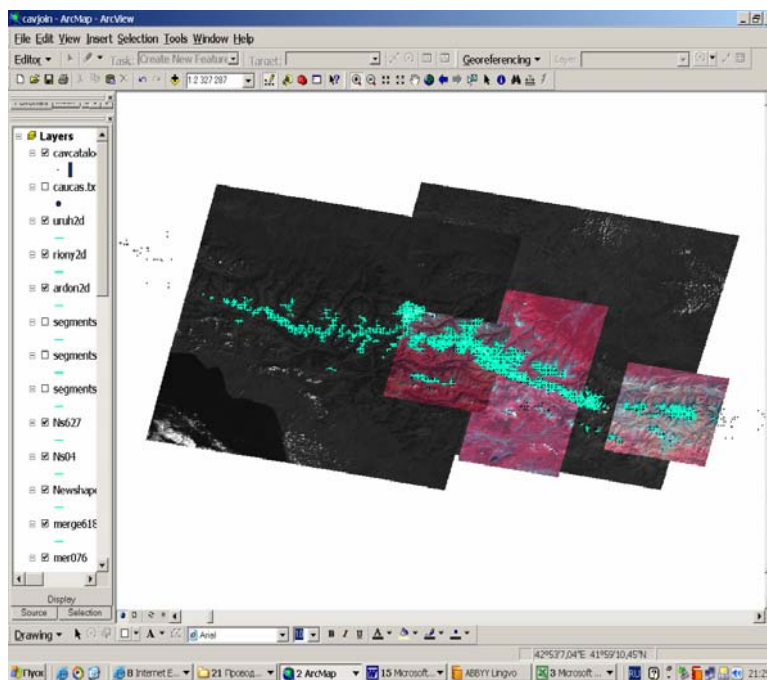 cavjoin - ArcMap - ArcView
File Edit View Insert Selection Tools Window Help
Editor Task: Create New Feature Target: Georeferencing Layer
1:2 327 287
Layers
cavcatalo
caucas.tx
uruh2d
riony2d
ardon2d
segments
segments
segments
Ns627
Ns04
Newshape
merge618
mer076
Display
Source Selection
Drawing A Arial 10 B I U A
42°53'7,04"E 41°59'10,45"N
Пуск 8 Internet E... 21 Провод... 2 ArcMap 15 Microsoft... ABBYY Lingvo 3 Microsoft ... RU 21:25